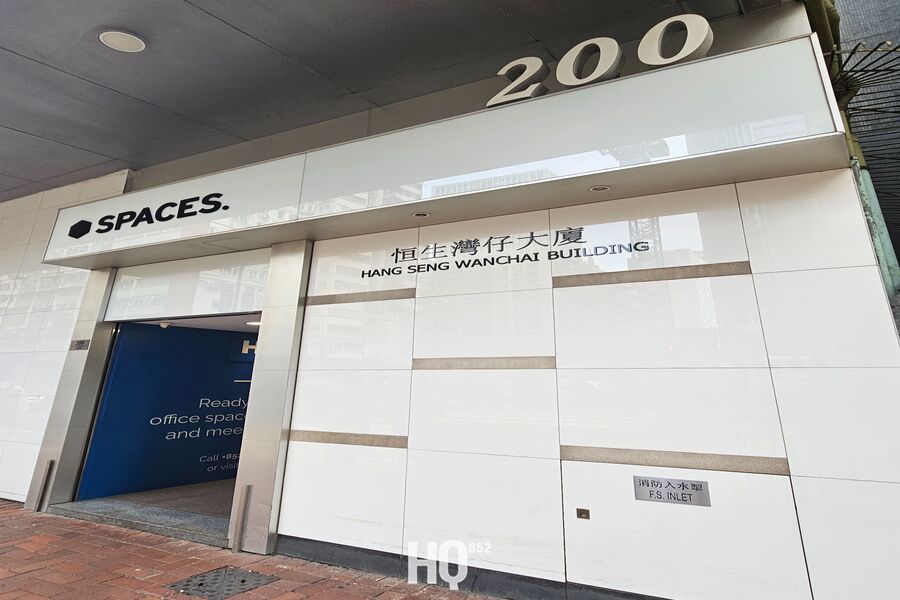 200
SPACES.
恒生灣仔大廈
HANG SENG WANCHAI BUILDING
H
Ready
office spac
and mee
Call +852
or visi
消防入水掣
F.S. INLET
HQ852